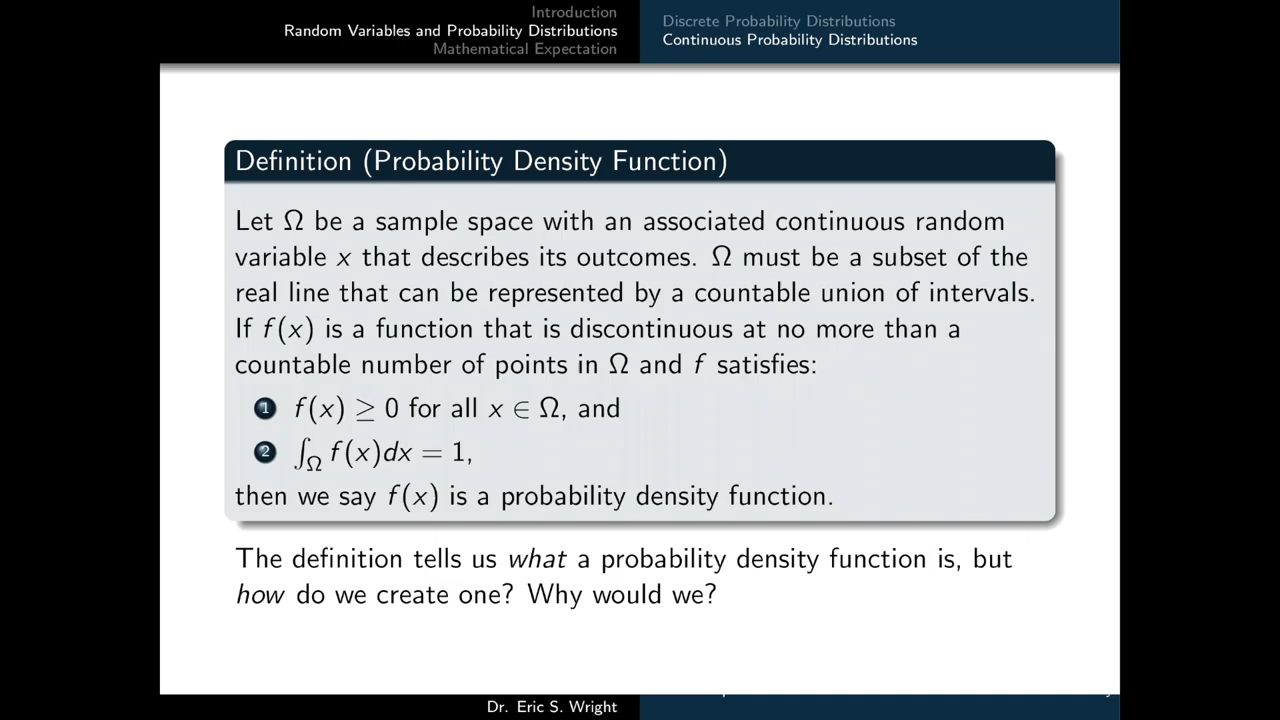 Introduction
Random Variables and Probability Distributions
Mathematical Expectation
Discrete Probability Distributions
Continuous Probability Distributions
Definition (Probability Density Function)
Let Ω be a sample space with an associated continuous random
variable x that describes its outcomes. Ω must be a subset of the
real line that can be represented by a countable union of intervals.
If f(x) is a function that is discontinuous at no more than a
countable number of points in Ω and f satisfies:
1 f(x) ≥ 0 for all x ∈ Ω, and
2 ∫_Ω f(x)dx = 1,
then we say f(x) is a probability density function.
The definition tells us what a probability density function is, but
how do we create one? Why would we?
Dr. Eric S. Wright